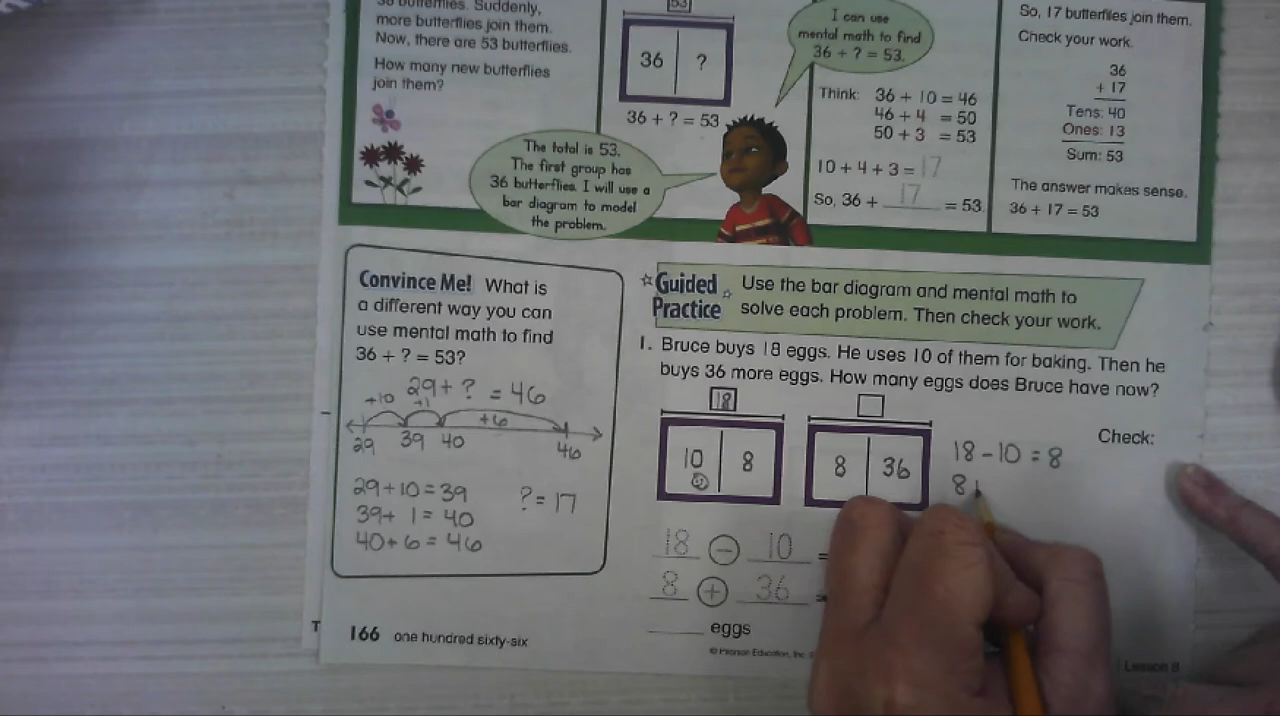 38 butterflies. Suddenly,
more butterflies join them.
Now, there are 53 butterflies.
How many new butterflies
join them?
53
36 ?
36 + ? = 53
The total is 53.
The first group has
36 butterflies. I will use a
bar diagram to model
the problem.
I can use
mental math to find
36 + ? = 53.
Think: 36 + 10 = 46
46 + 4 = 50
50 + 3 = 53
10 + 4 + 3 = 17
So, 36 + 17 = 53.
So, 17 butterflies join them.
Check your work.
36
+ 17
Tens: 40
Ones: 13
Sum: 53
The answer makes sense.
36 + 17 = 53
Convince Me! What is
a different way you can
use mental math to find
36 + ? = 53?
29 + ? = 46
+10 +1 +6
29 39 40 46
29 + 10 = 39
39 + 1 = 40
40 + 6 = 46
? = 17
Guided
Practice
Use the bar diagram and mental math to
solve each problem. Then check your work.
1. Bruce buys 18 eggs. He uses 10 of them for baking. Then he
buys 36 more eggs. How many eggs does Bruce have now?
18
10 8
8 36
18 - 10 = 8
8
Check:
18 - 10 =
8 + 36
eggs
166 one hundred sixty-six
© Pearson Education, Inc.
Lesson 8